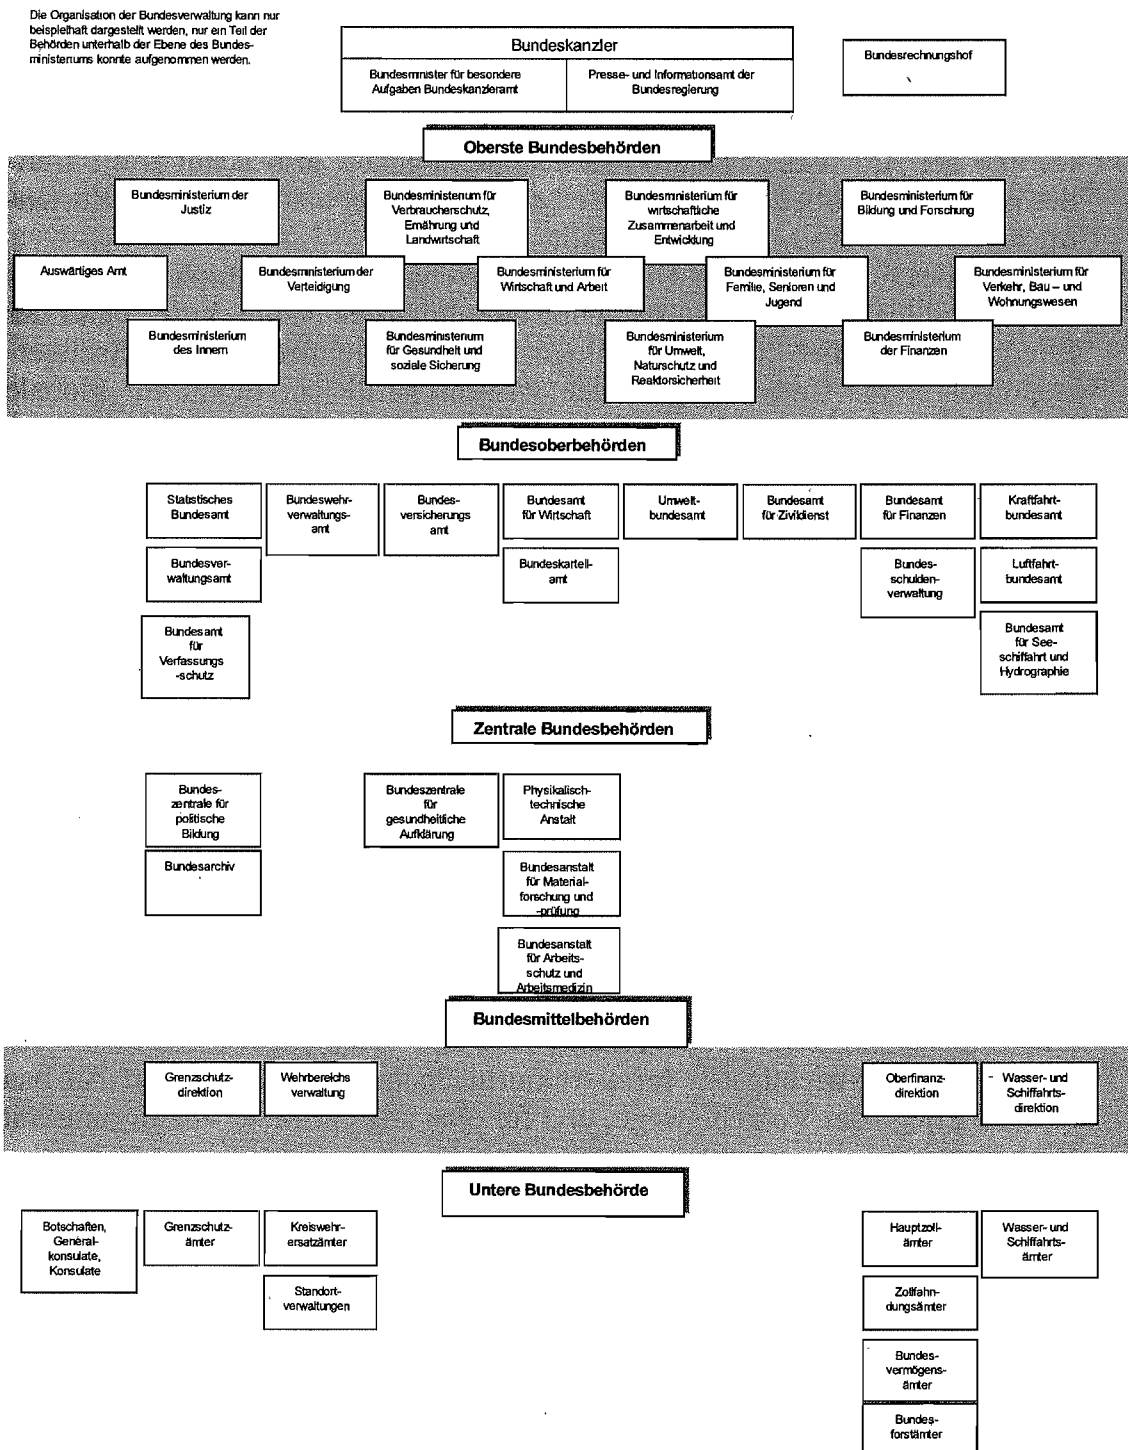 Die Organisation der Bundesverwaltung kann nur
beispielhaft dargestellt werden, nur ein Teil der
Behörden unterhalb der Ebene des Bundes-
ministeriums konnte aufgenommen werden.
Bundeskanzler
Bundesminister für besondere
Aufgaben Bundeskanzleramt
Presse- und Informationsamt der
Bundesregierung
Bundesrechnungshof
Oberste Bundesbehörden
Bundesministerium der
Justiz
Bundesministerium für
Verbraucherschutz,
Ernährung und
Landwirtschaft
Bundesministerium für
wirtschaftliche
Zusammenarbeit und
Entwicklung
Bundesministerium für
Bildung und Forschung
Auswärtiges Amt
Bundesministerium der
Verteidigung
Bundesministerium für
Wirtschaft und Arbeit
Bundesministerium für
Familie, Senioren und
Jugend
Bundesministerium für
Verkehr, Bau – und
Wohnungswesen
Bundesministerium
des Innern
Bundesministerium
für Gesundheit und
soziale Sicherung
Bundesministerium
für Umwelt,
Naturschutz und
Reaktorsicherheit
Bundesministerium
der Finanzen
Bundesoberbehörden
Statistisches
Bundesamt
Bundeswehr-
verwaltungs-
amt
Bundes-
versicherungs
amt
Bundesamt
für Wirtschaft
Umwelt-
bundesamt
Bundesamt
für Zivildienst
Bundesamt
für Finanzen
Kraftfahrt-
bundesamt
Bundesver-
waltungsamt
Bundeskartell-
amt
Bundes-
schulden-
verwaltung
Luftfahrt-
bundesamt
Bundesamt
für
Verfassungs
-schutz
Bundesamt
für See-
schiffahrt und
Hydrographie
Zentrale Bundesbehörden
Bundes-
zentrale für
politische
Bildung
Bundeszentrale
für
gesundheitliche
Aufklärung
Physikalisch-
technische
Anstalt
Bundesarchiv
Bundesanstalt
für Material-
forschung und
-prüfung
Bundesanstalt
für Arbeits-
schutz und
Arbeitsmedizin
Bundesmittelbehörden
Grenzschutz-
direktion
Wehrbereichs
verwaltung
Oberfinanz-
direktion
Wasser- und
Schiffahrts-
direktion
Untere Bundesbehörde
Botschaften,
General-
konsulate,
Konsulate
Grenzschutz-
ämter
Kreiswehr-
ersatzämter
Hauptzoll-
ämter
Wasser- und
Schiffahrts-
ämter
Standort-
verwaltungen
Zollfahn-
dungsämter
Bundes-
vermögens-
ämter
Bundes-
forstämter